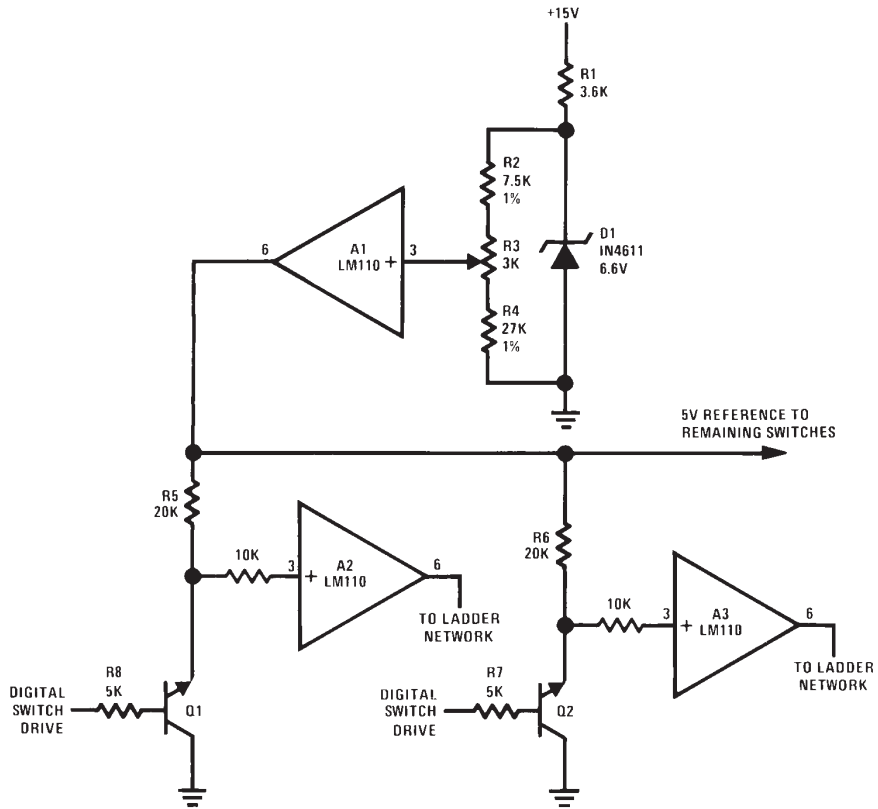 +15V
R1
3.6K
R2
7.5K
1%
R3
3K
R4
27K
1%
D1
IN4611
6.6V
6
A1
LM110
+
3
5V REFERENCE TO
REMAINING SWITCHES
R5
20K
10K
3
+
A2
LM110
6
TO LADDER
NETWORK
R6
20K
10K
3
+
A3
LM110
6
TO LADDER
NETWORK
R8
5K
DIGITAL
SWITCH
DRIVE
Q1
R7
5K
DIGITAL
SWITCH
DRIVE
Q2